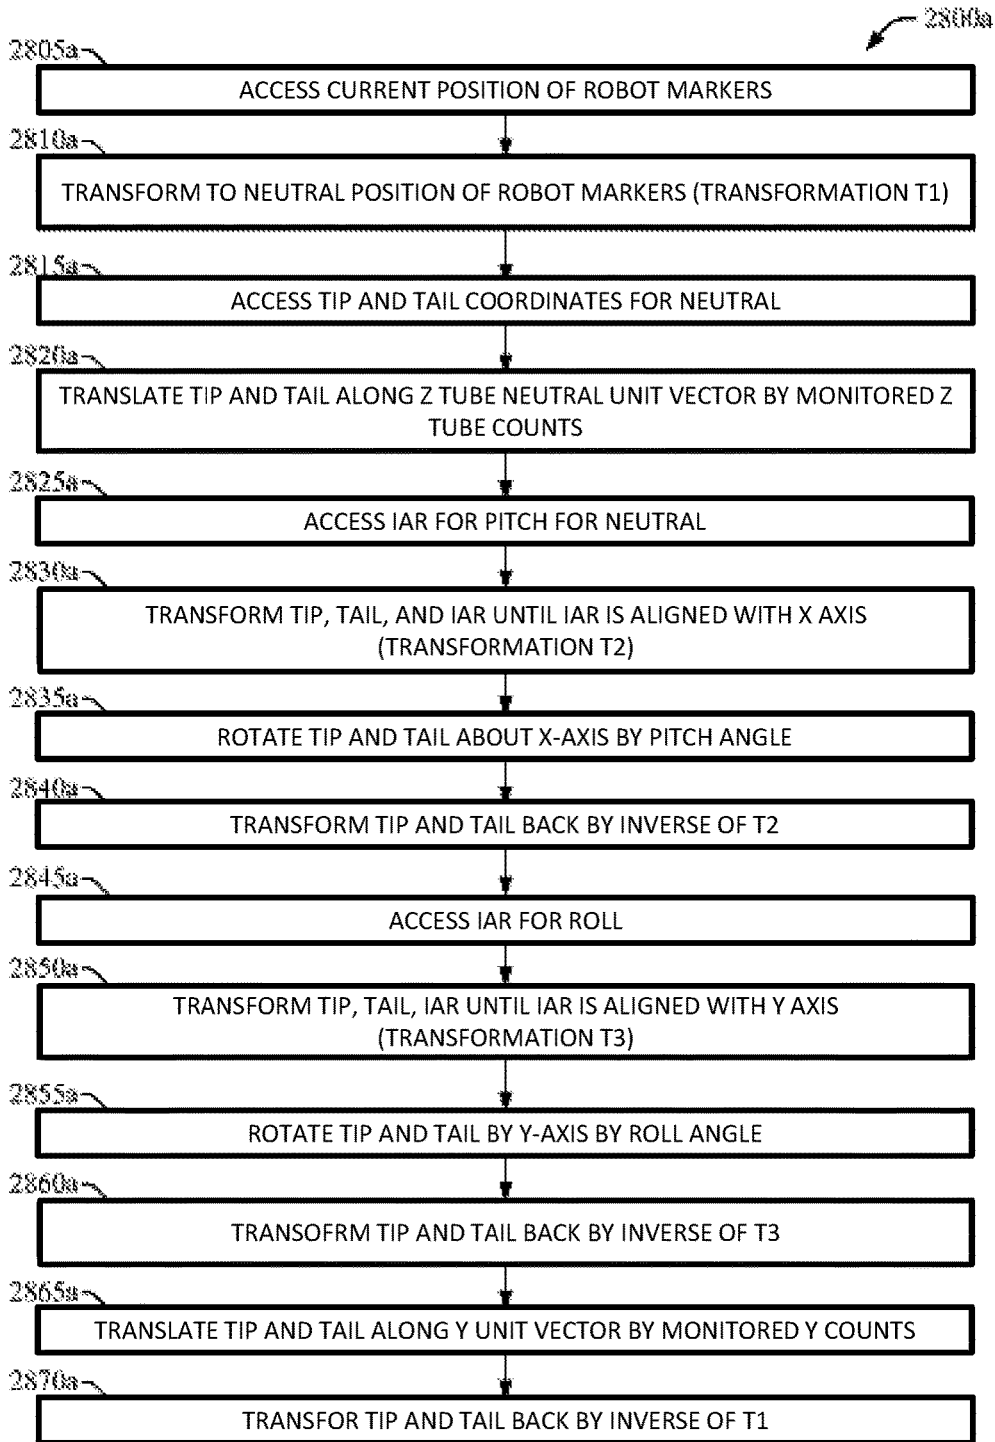 2800a
2805a
ACCESS CURRENT POSITION OF ROBOT MARKERS
2810a
TRANSFORM TO NEUTRAL POSITION OF ROBOT MARKERS (TRANSFORMATION T1)
2815a
ACCESS TIP AND TAIL COORDINATES FOR NEUTRAL
2820a
TRANSLATE TIP AND TAIL ALONG Z TUBE NEUTRAL UNIT VECTOR BY MONITORED Z
TUBE COUNTS
2825a
ACCESS IAR FOR PITCH FOR NEUTRAL
2830a
TRANSFORM TIP, TAIL, AND IAR UNTIL IAR IS ALIGNED WITH X AXIS
(TRANSFORMATION T2)
2835a
ROTATE TIP AND TAIL ABOUT X-AXIS BY PITCH ANGLE
2840a
TRANSFORM TIP AND TAIL BACK BY INVERSE OF T2
2845a
ACCESS IAR FOR ROLL
2850a
TRANSFORM TIP, TAIL, IAR UNTIL IAR IS ALIGNED WITH Y AXIS
(TRANSFORMATION T3)
2855a
ROTATE TIP AND TAIL BY Y-AXIS BY ROLL ANGLE
2860a
TRANSOFRM TIP AND TAIL BACK BY INVERSE OF T3
2865a
TRANSLATE TIP AND TAIL ALONG Y UNIT VECTOR BY MONITORED Y COUNTS
2870a
TRANSFOR TIP AND TAIL BACK BY INVERSE OF T1